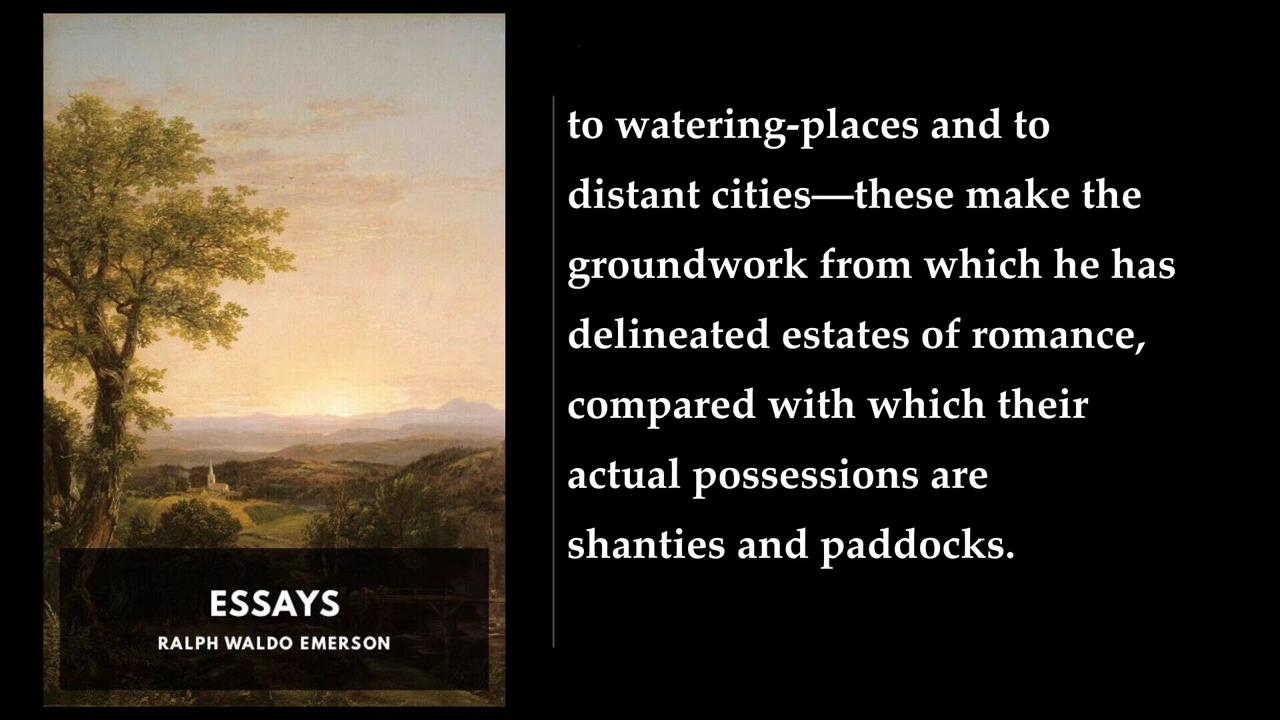 to watering-places and to
distant cities—these make the
groundwork from which he has
delineated estates of romance,
compared with which their
actual possessions are
shanties and paddocks.
ESSAYS
RALPH WALDO EMERSON